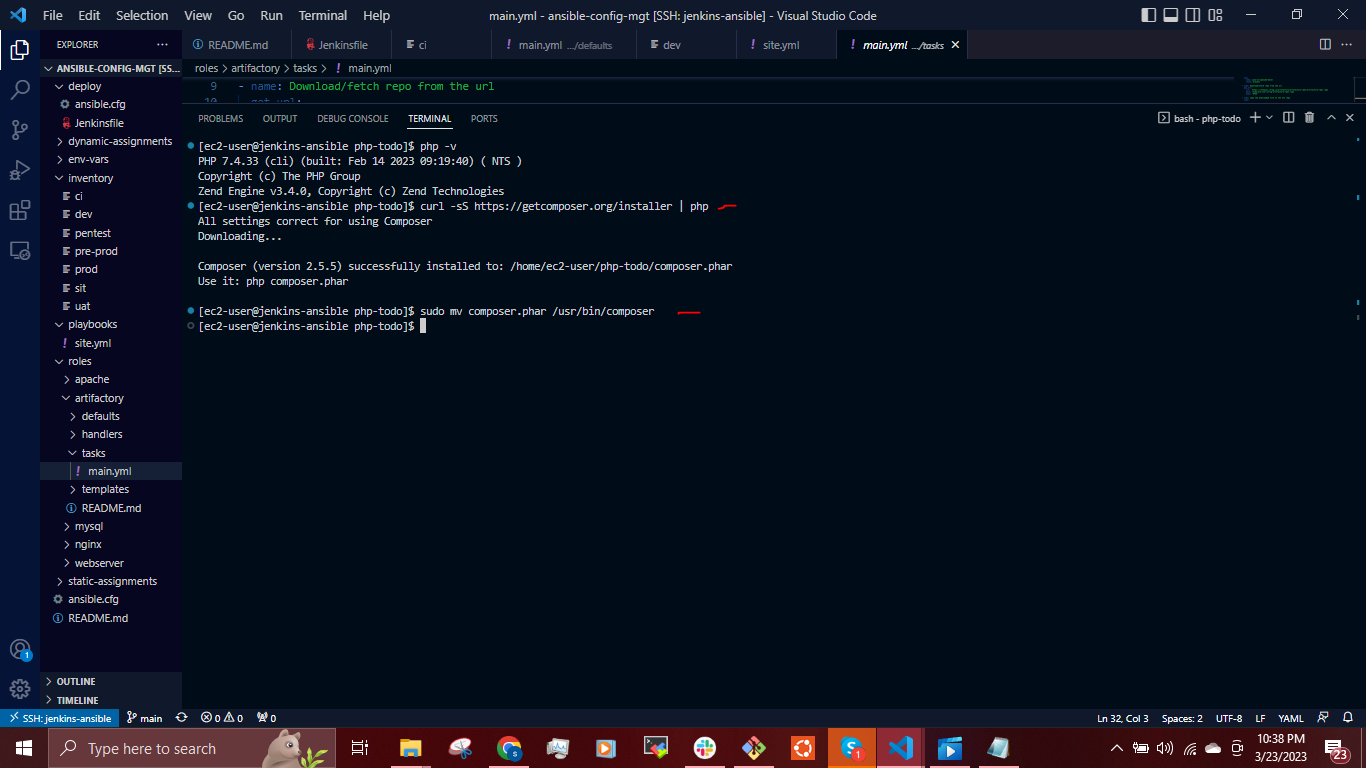 File Edit Selection View Go Run Terminal Help
main.yml - ansible-config-mgt [SSH: jenkins-ansible] - Visual Studio Code
EXPLORER
ANSIBLE-CONFIG-MGT [SS...
deploy
ansible.cfg
Jenkinsfile
dynamic-assignments
env-vars
inventory
ci
dev
pentest
pre-prod
prod
sit
uat
playbooks
site.yml
roles
apache
artifactory
defaults
handlers
tasks
main.yml
templates
README.md
mysql
nginx
webserver
static-assignments
ansible.cfg
README.md
OUTLINE
TIMELINE
README.md
Jenkinsfile
ci
main.yml .../defaults
dev
site.yml
main.yml .../tasks
roles > artifactory > tasks > ! main.yml
9 - name: Download/fetch repo from the url
10 get_url:
PROBLEMS OUTPUT DEBUG CONSOLE TERMINAL PORTS
bash - php-todo
[ec2-user@jenkins-ansible php-todo]$ php -v
PHP 7.4.33 (cli) (built: Feb 14 2023 09:19:40) ( NTS )
Copyright (c) The PHP Group
Zend Engine v3.4.0, Copyright (c) Zend Technologies
[ec2-user@jenkins-ansible php-todo]$ curl -sS https://getcomposer.org/installer | php
All settings correct for using Composer
Downloading...
Composer (version 2.5.5) successfully installed to: /home/ec2-user/php-todo/composer.phar
Use it: php composer.phar
[ec2-user@jenkins-ansible php-todo]$ sudo mv composer.phar /usr/bin/composer
[ec2-user@jenkins-ansible php-todo]$
1
SSH: jenkins-ansible main 0 0 0
Ln 32, Col 3 Spaces: 2 UTF-8 LF YAML
Type here to search
S
1
10:38 PM
3/23/2023
23